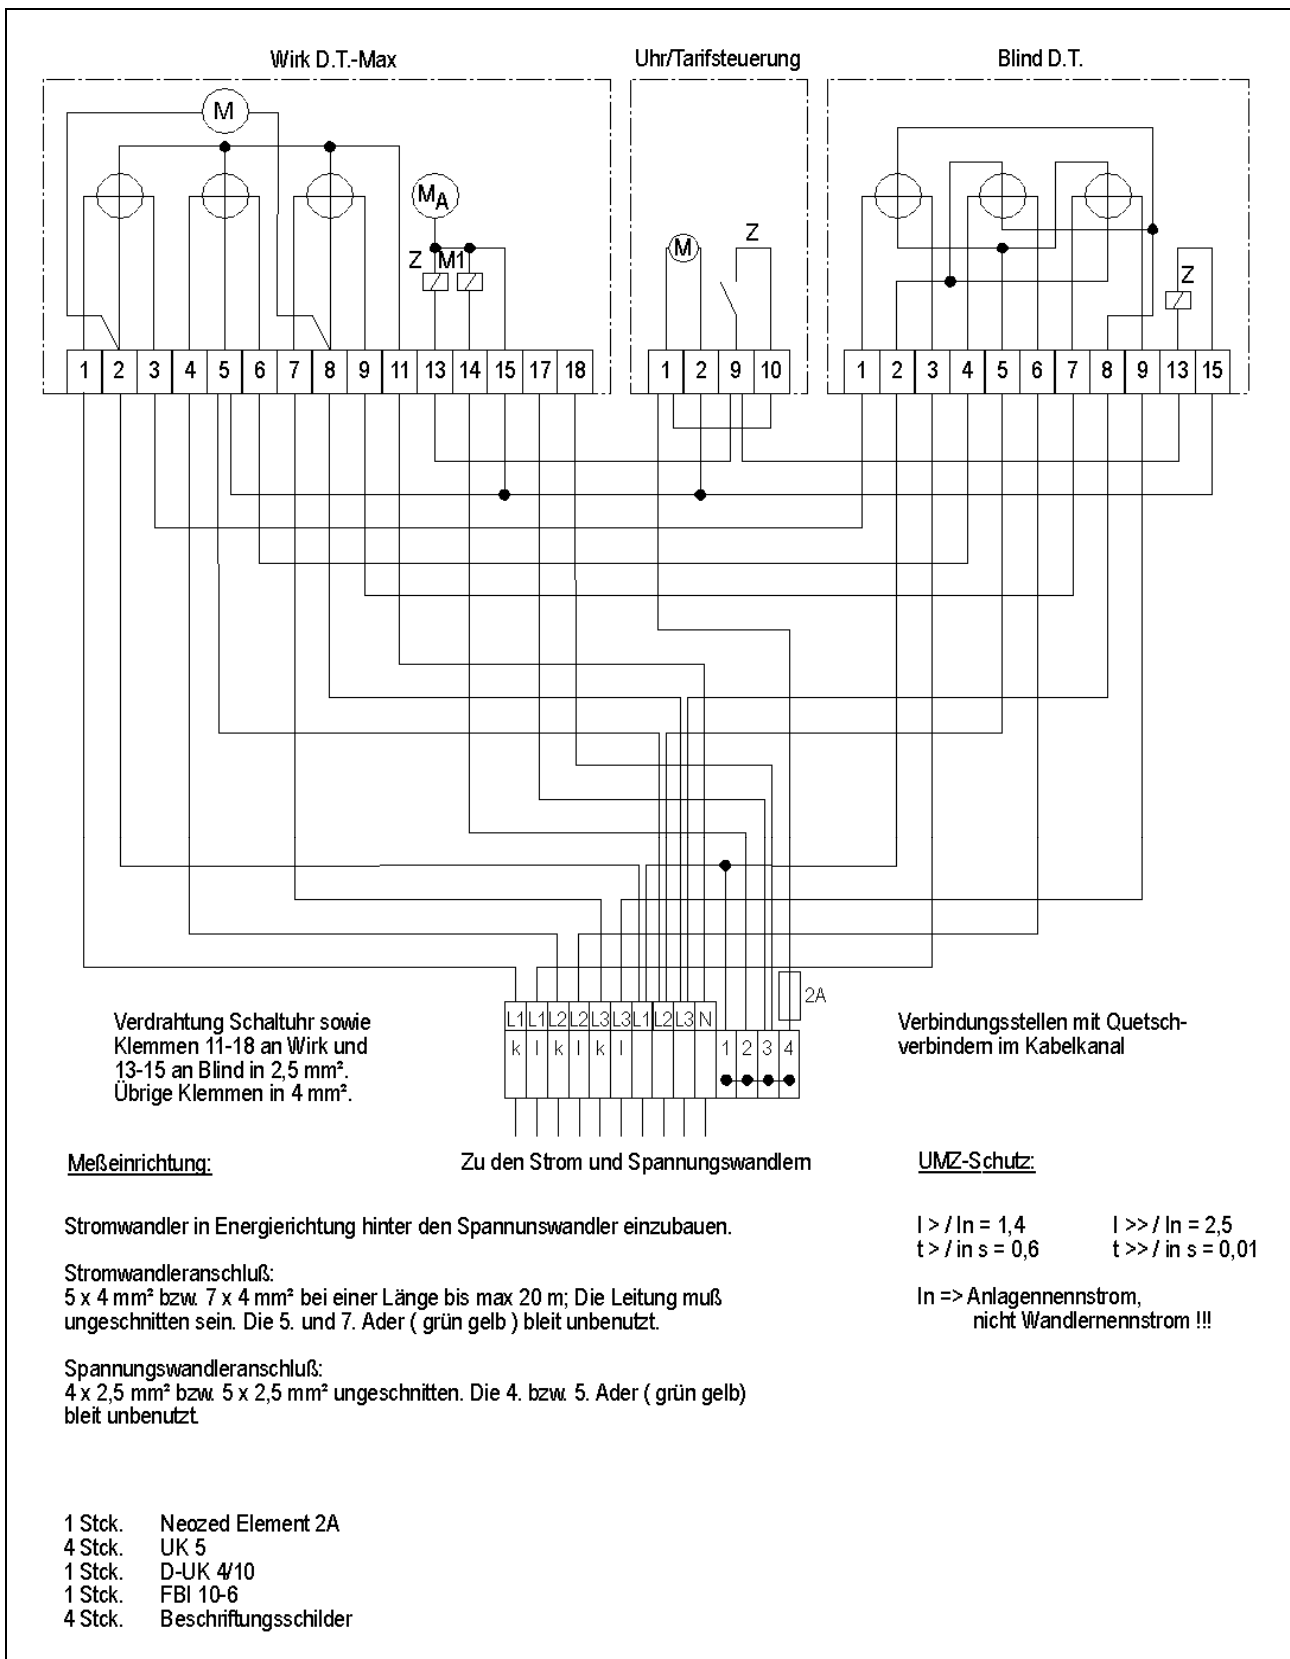 Wirk D.T.-Max
Uhr/Tarifsteuerung
Blind D.T.
M
M_A
Z M1
M
Z
Z
1 2 3 4 5 6 7 8 9 11 13 14 15 17 18
1 2 9 10
1 2 3 4 5 6 7 8 9 13 15
2A
L1 L1 L2 L2 L3 L3 L1 L2 L3 N
k l k l k l
1 2 3 4
Verdrahtung Schaltuhr sowie
Klemmen 11-18 an Wirk und
13-15 an Blind in 2,5 mm².
Übrige Klemmen in 4 mm².
Verbindungsstellen mit Quetsch-
verbindern im Kabelkanal
Zu den Strom und Spannungswandlern
Meßeinrichtung:
Stromwandler in Energierichtung hinter den Spannunswandler einzubauen.
Stromwandleranschluß:
5 x 4 mm² bzw. 7 x 4 mm² bei einer Länge bis max 20 m; Die Leitung muß
ungeschnitten sein. Die 5. und 7. Ader ( grün gelb ) bleit unbenutzt.
Spannungswandleranschluß:
4 x 2,5 mm² bzw. 5 x 2,5 mm² ungeschnitten. Die 4. bzw. 5. Ader ( grün gelb)
bleit unbenutzt.
UMZ-Schutz:
I > / In = 1,4 I >> / In = 2,5
t > / in s = 0,6 t >> / in s = 0,01
In => Anlagennennstrom,
nicht Wandlernennstrom !!!
1 Stck. Neozed Element 2A
4 Stck. UK 5
1 Stck. D-UK 4/10
1 Stck. FBI 10-6
4 Stck. Beschriftungsschilder